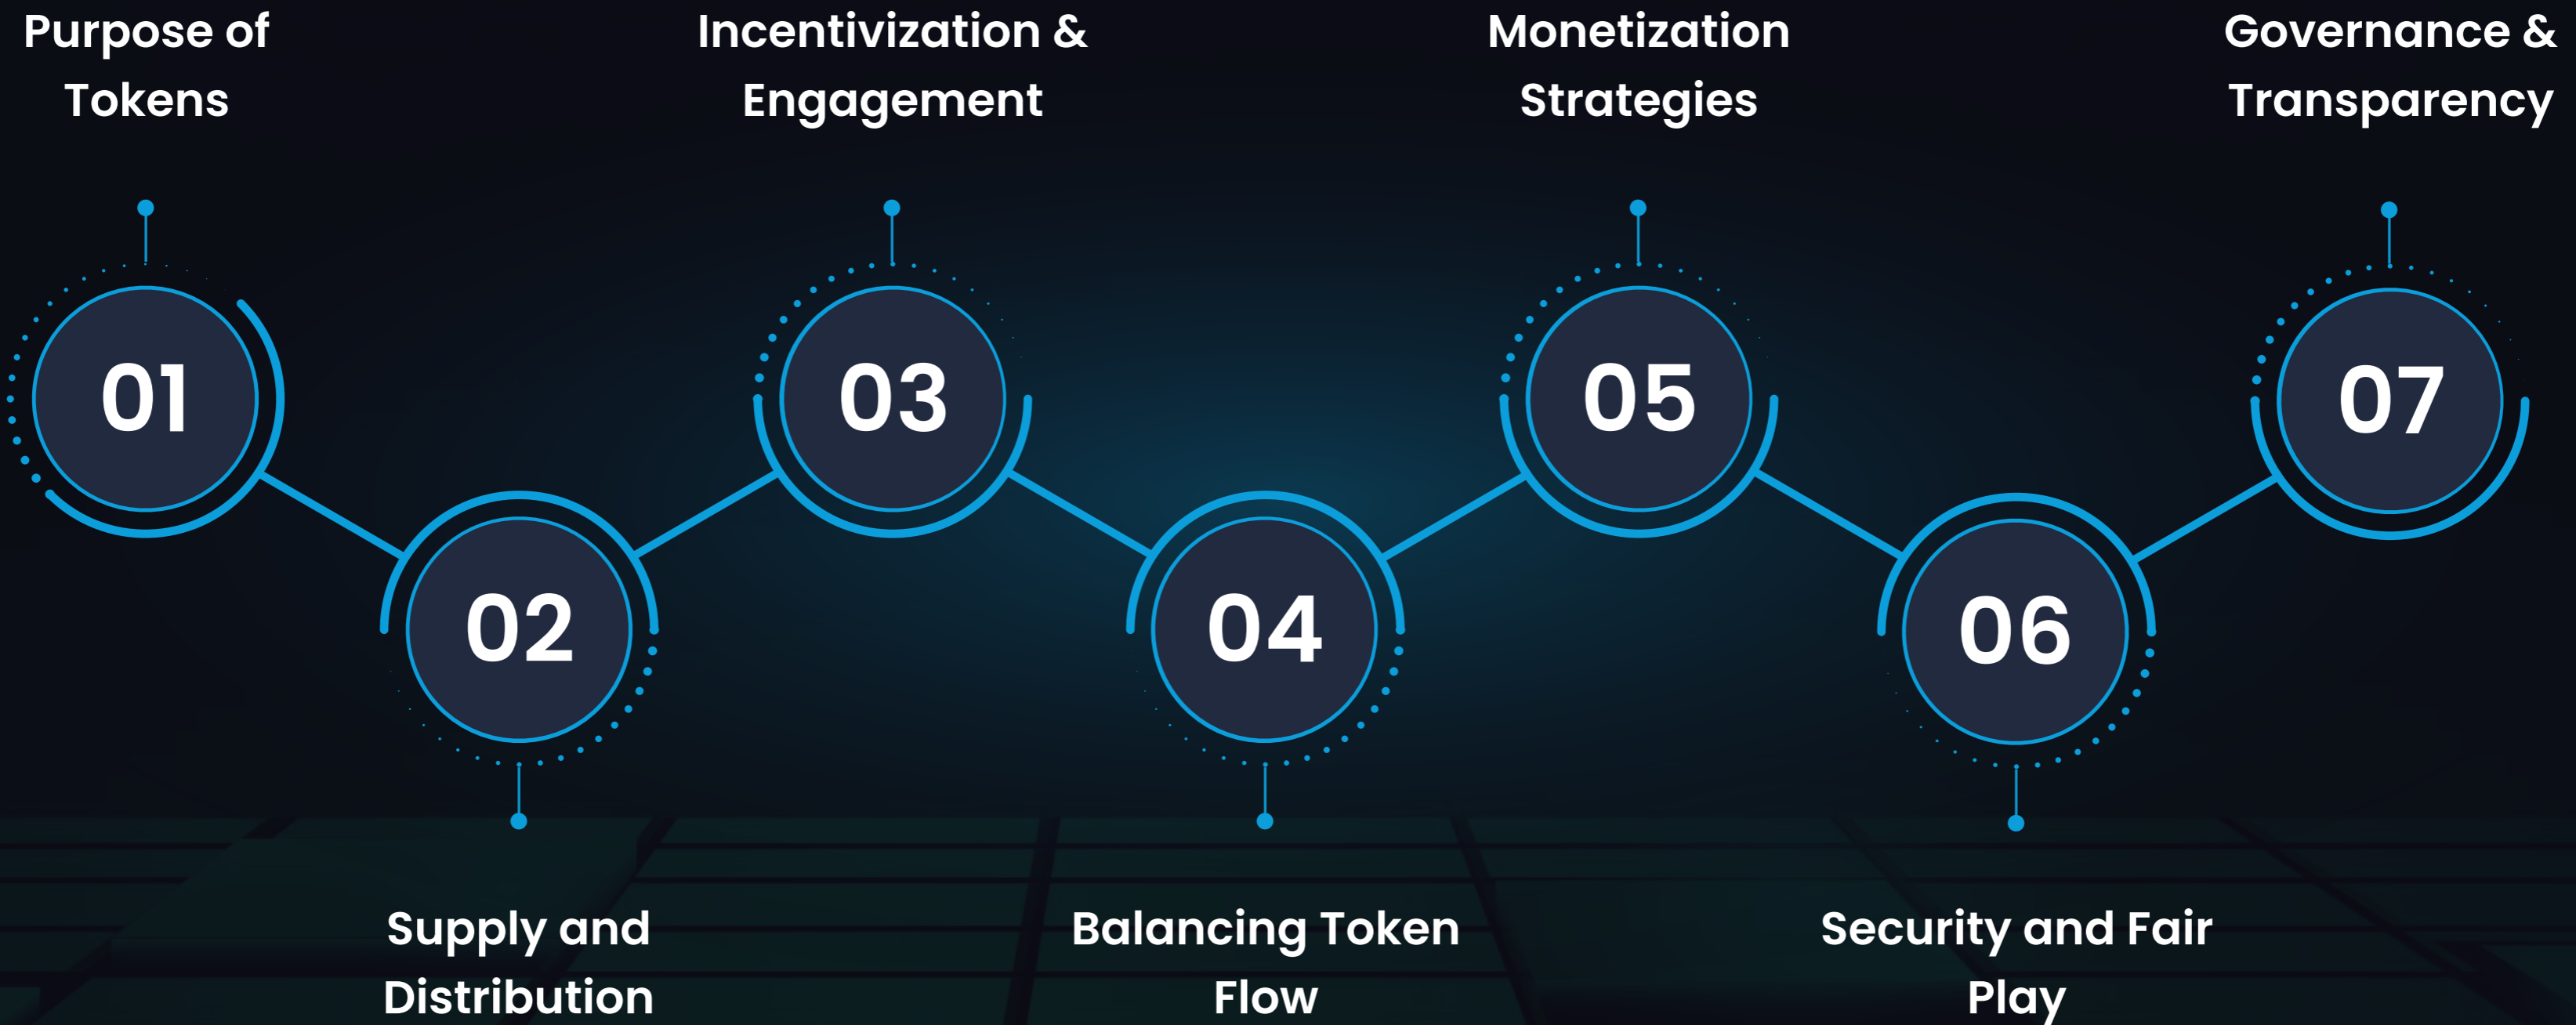 Purpose of
Tokens
01
Supply and
Distribution
02
Incentivization &
Engagement
03
Balancing Token
Flow
04
Monetization
Strategies
05
Security and Fair
Play
06
Governance &
Transparency
07